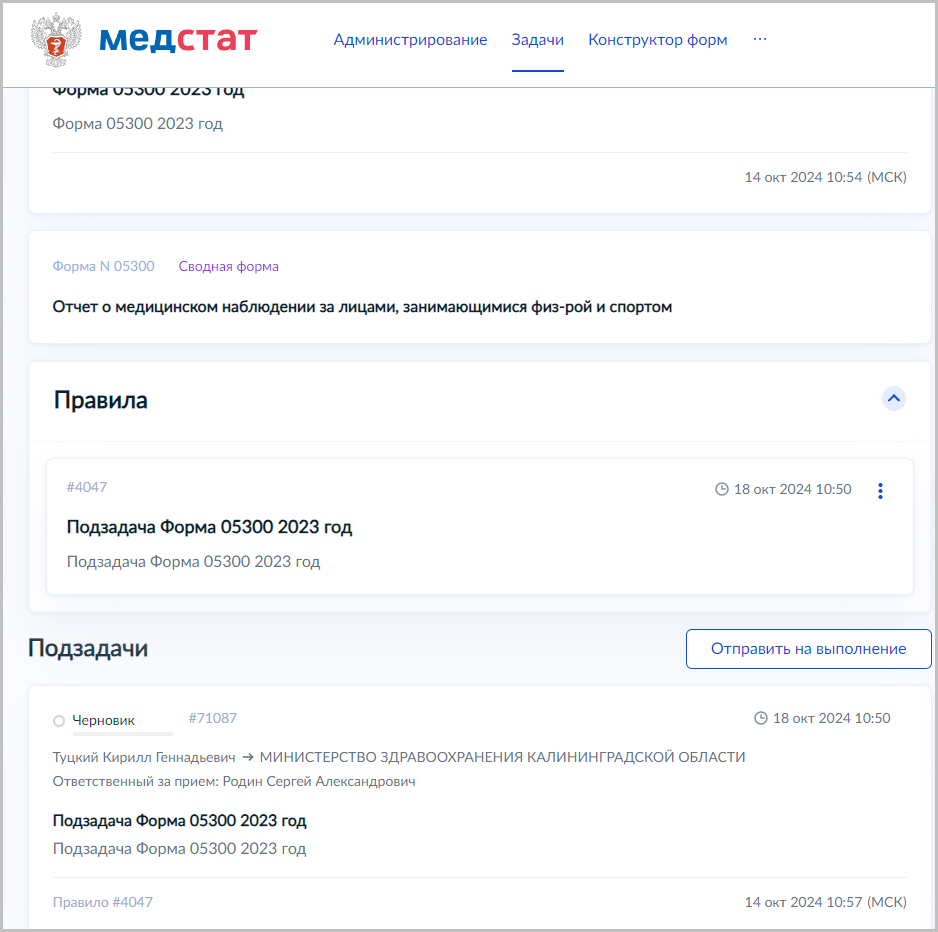 медстат
Администрирование Задачи Конструктор форм ...
Форма 05300 2023 год
Форма 05300 2023 год
14 окт 2024 10:54 (МСК)
Форма N 05300 Сводная форма
Отчет о медицинском наблюдении за лицами, занимающимися физ-рой и спортом
Правила
#4047 18 окт 2024 10:50
Подзадача Форма 05300 2023 год
Подзадача Форма 05300 2023 год
Подзадачи Отправить на выполнение
Черновик #71087 18 окт 2024 10:50
Туцкий Кирилл Геннадьевич → МИНИСТЕРСТВО ЗДРАВООХРАНЕНИЯ КАЛИНИНГРАДСКОЙ ОБЛАСТИ
Ответственный за прием: Родин Сергей Александрович
Подзадача Форма 05300 2023 год
Подзадача Форма 05300 2023 год
Правило #4047 14 окт 2024 10:57 (МСК)